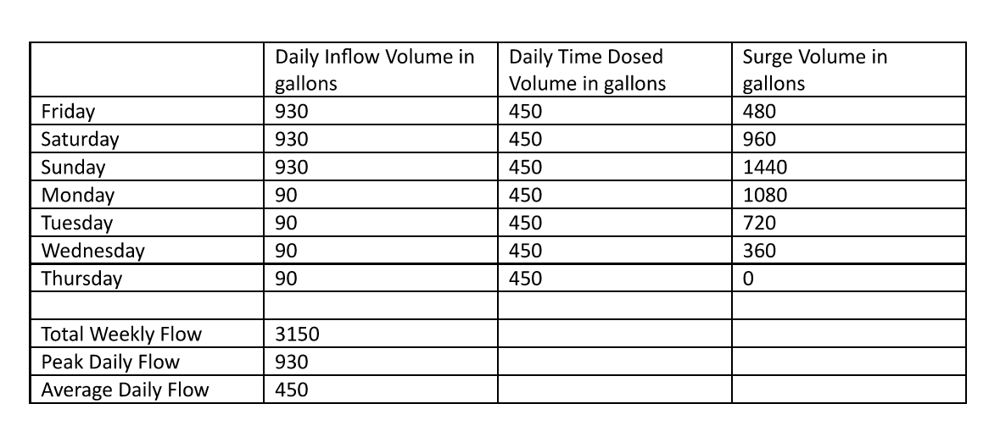 Daily Inflow Volume in gallons Daily Time Dosed Volume in gallons Surge Volume in gallons
Friday 930 450 480
Saturday 930 450 960
Sunday 930 450 1440
Monday 90 450 1080
Tuesday 90 450 720
Wednesday 90 450 360
Thursday 90 450 0
Total Weekly Flow 3150
Peak Daily Flow 930
Average Daily Flow 450